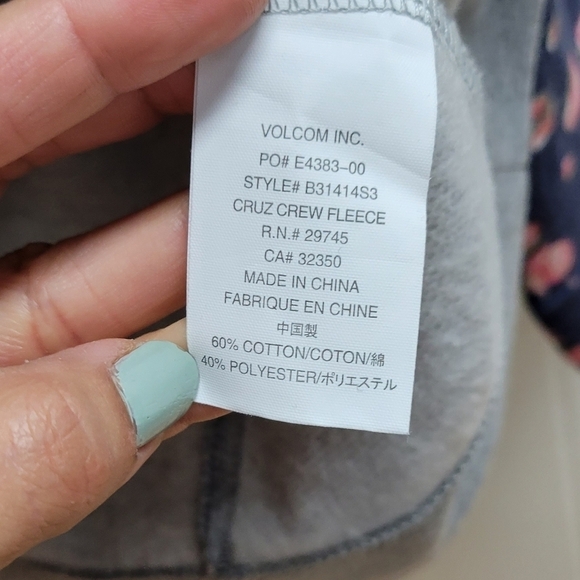 VOLCOM INC.
PO# E4383-00
STYLE# B31414S3
CRUZ CREW FLEECE
R.N.# 29745
CA# 32350
MADE IN CHINA
FABRIQUE EN CHINE
中国製
60% COTTON/COTON/綿
40% POLYESTER/ポリエステル